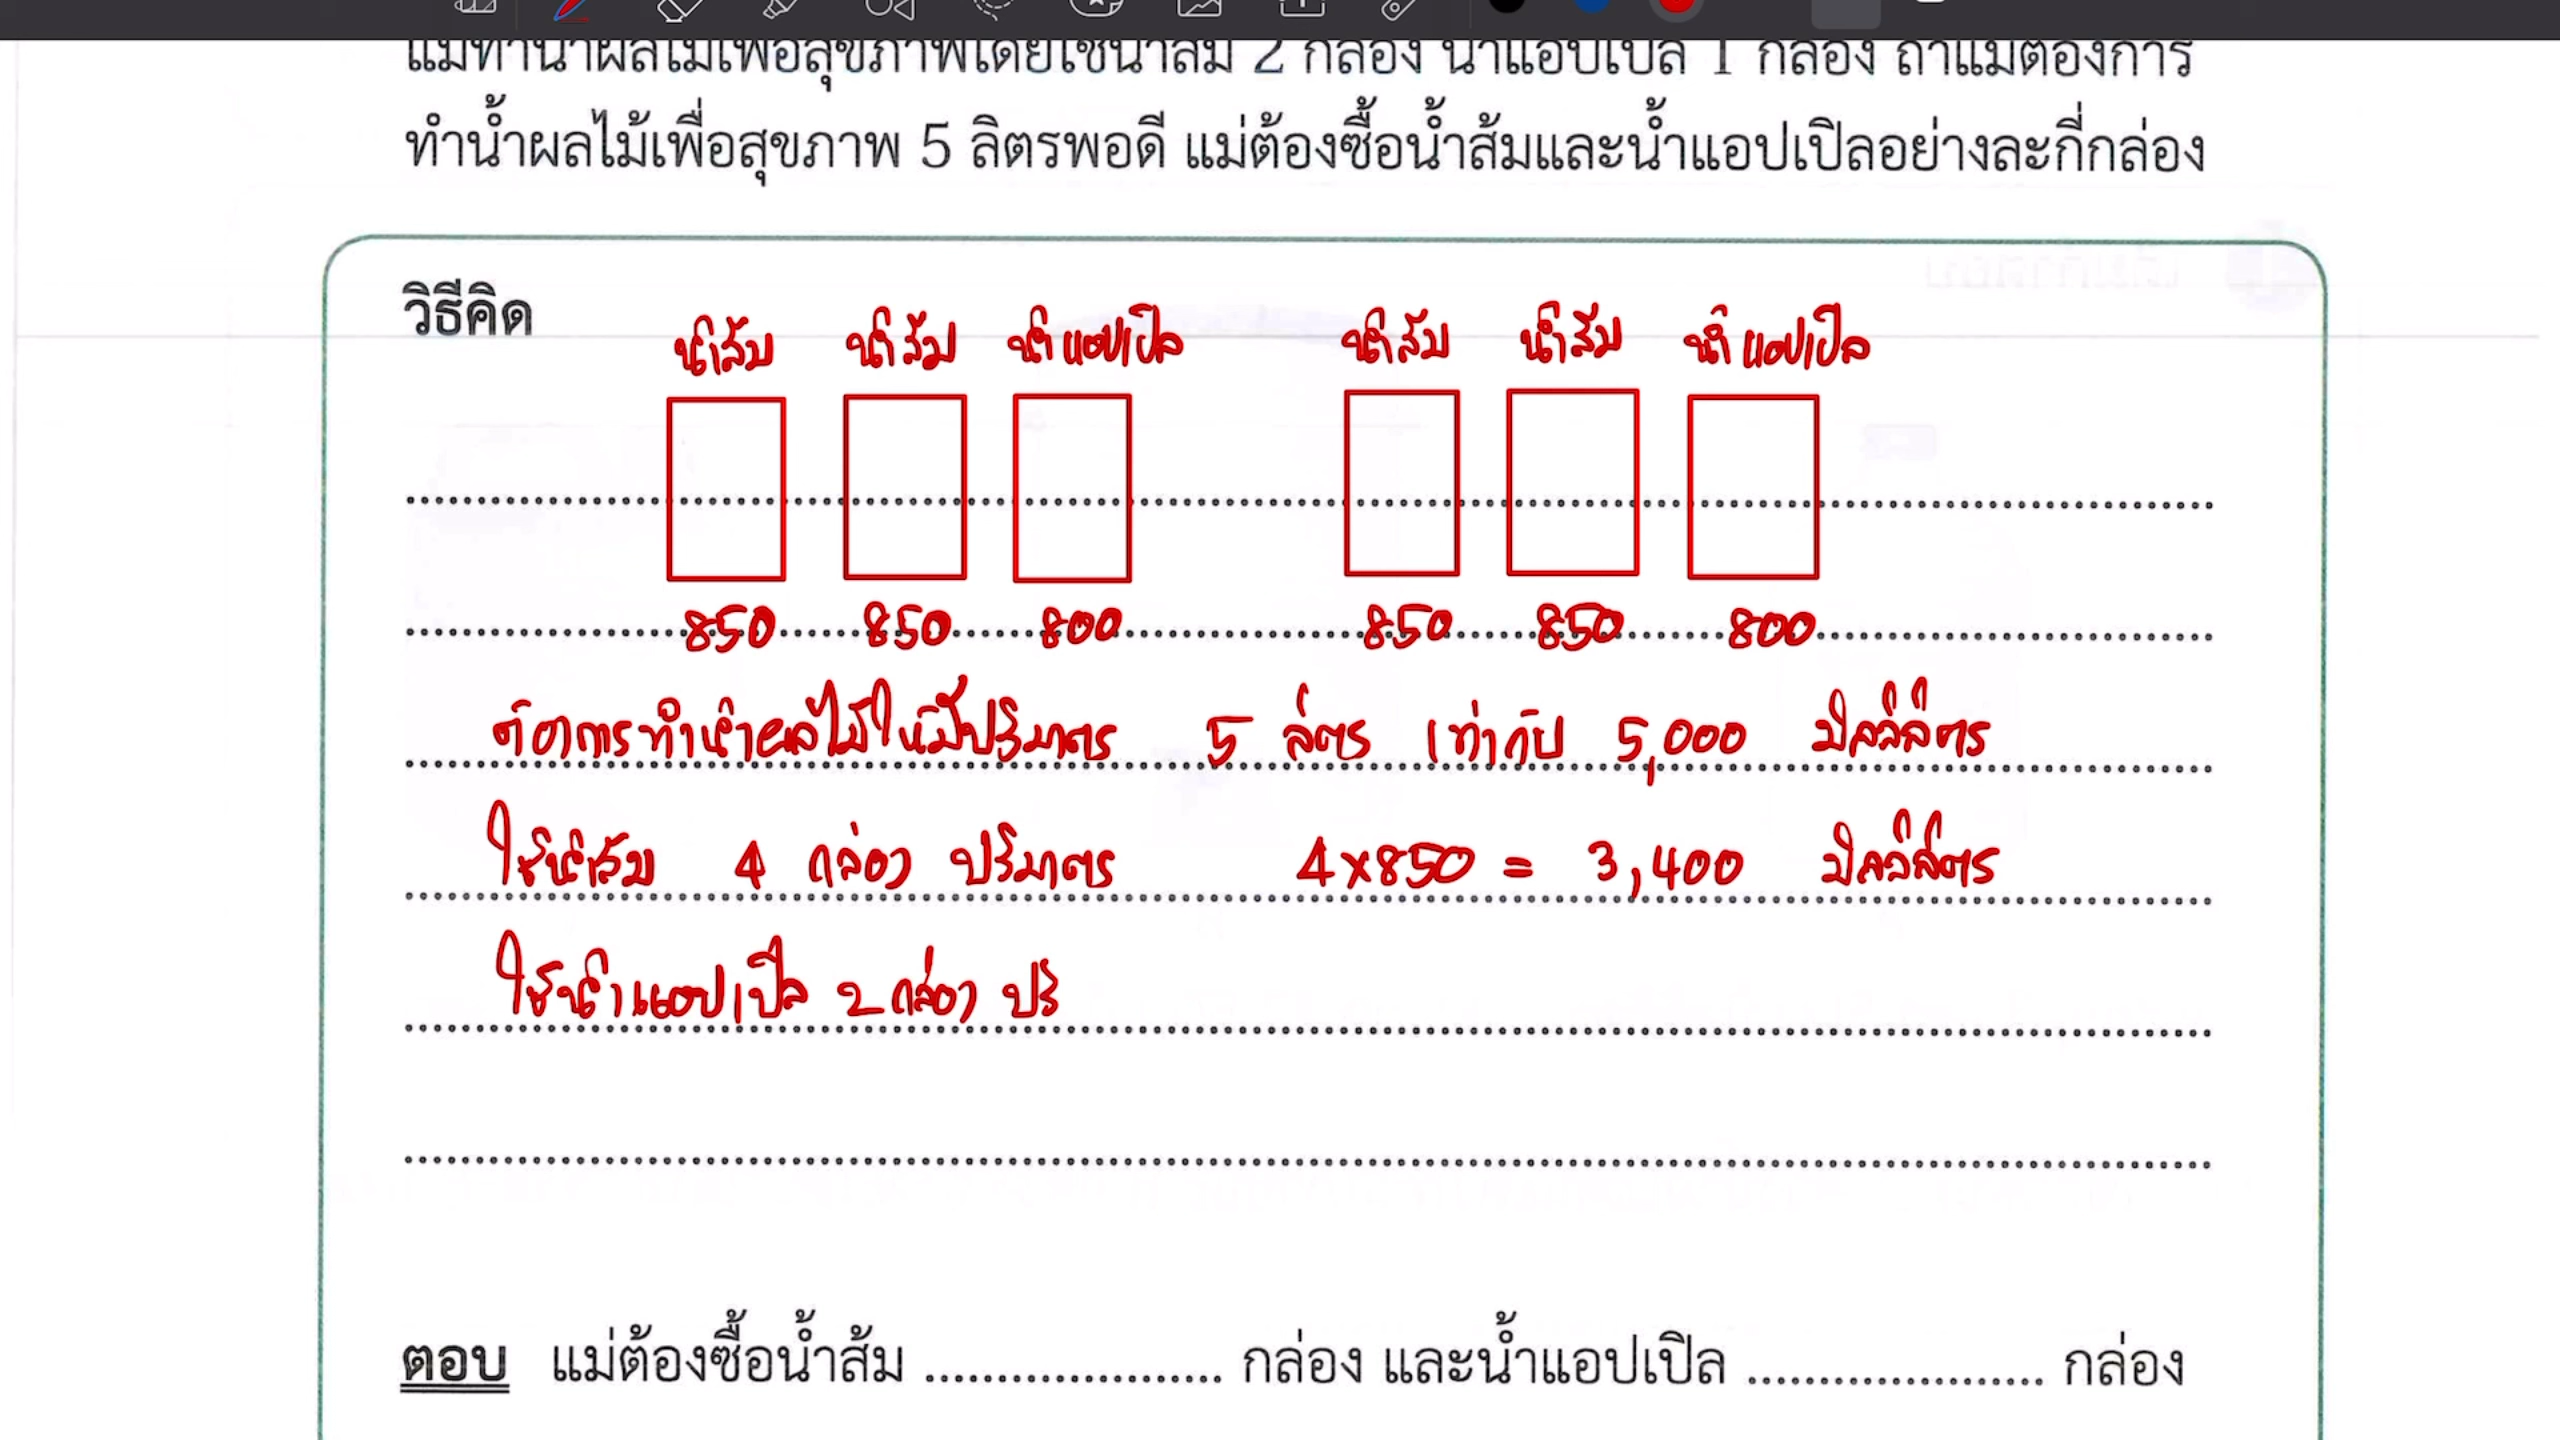 แม่ทำน้ำผลไม้เพื่อสุขภาพโดยใช้น้ำส้ม 2 กล่อง น้ำแอปเปิล 1 กล่อง ถ้าแม่ต้องการ
ทำน้ำผลไม้เพื่อสุขภาพ 5 ลิตรพอดี แม่ต้องซื้อน้ำส้มและน้ำแอปเปิลอย่างละกี่กล่อง
วิธีคิด
น้ำส้ม น้ำส้ม น้ำแอปเปิล น้ำส้ม น้ำส้ม น้ำแอปเปิล
850 850 800 850 850 800
ต้องการทำน้ำผลไม้ให้มีปริมาตร 5 ลิตร เท่ากับ 5,000 มิลลิลิตร
ใช้น้ำส้ม 4 กล่อง ปริมาตร 4×850 = 3,400 มิลลิลิตร
ใช้น้ำแอปเปิล 2 กล่อง ปริ
ตอบ แม่ต้องซื้อน้ำส้ม ..................... กล่อง และน้ำแอปเปิล ..................... กล่อง